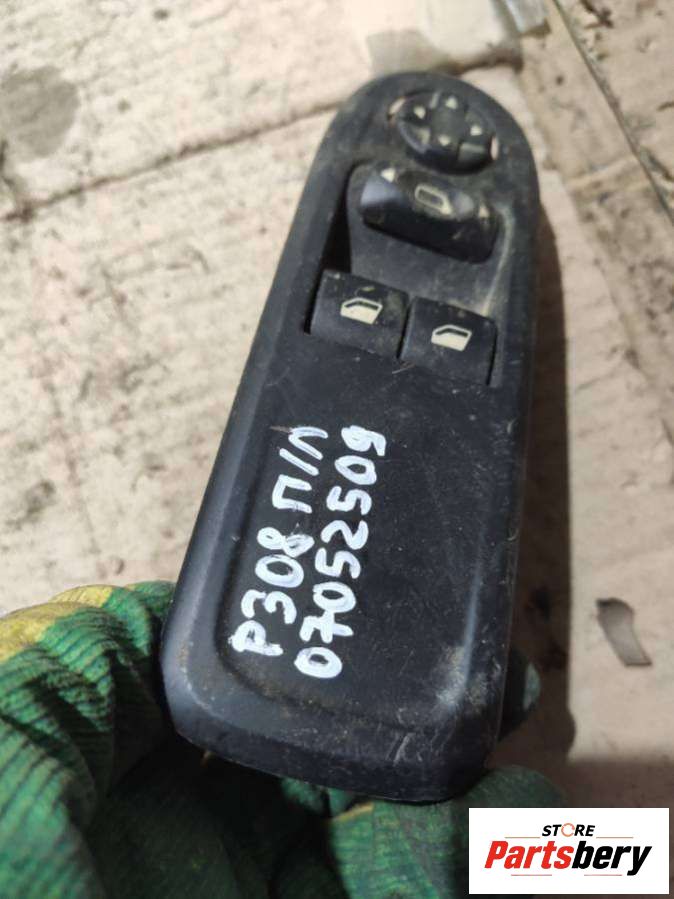 P308 П/Л
07052509
STORE
Partsbery